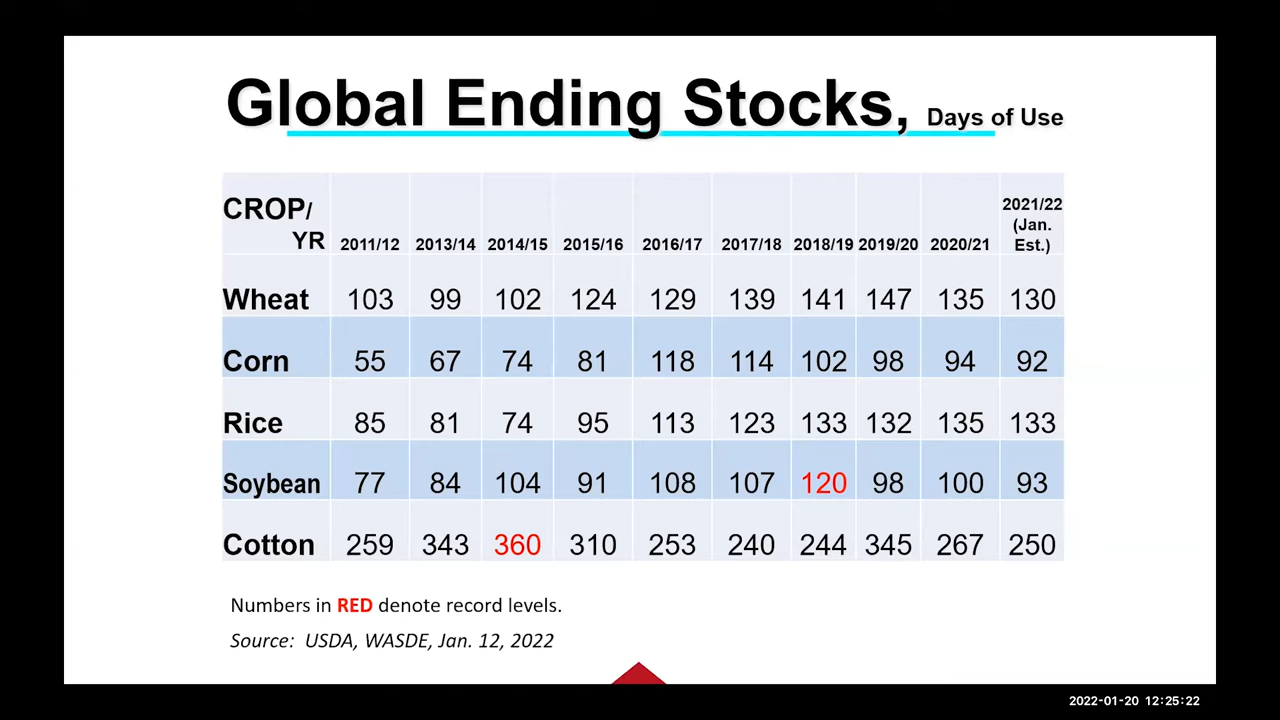 Global Ending Stocks, Days of Use
CROP/
YR 2011/12 2013/14 2014/15 2015/16 2016/17 2017/18 2018/19 2019/20 2020/21 2021/22 (Jan. Est.)
Wheat 103 99 102 124 129 139 141 147 135 130
Corn 55 67 74 81 118 114 102 98 94 92
Rice 85 81 74 95 113 123 133 132 135 133
Soybean 77 84 104 91 108 107 120 98 100 93
Cotton 259 343 360 310 253 240 244 345 267 250
Numbers in RED denote record levels.
Source: USDA, WASDE, Jan. 12, 2022
2022-01-20 12:25:22